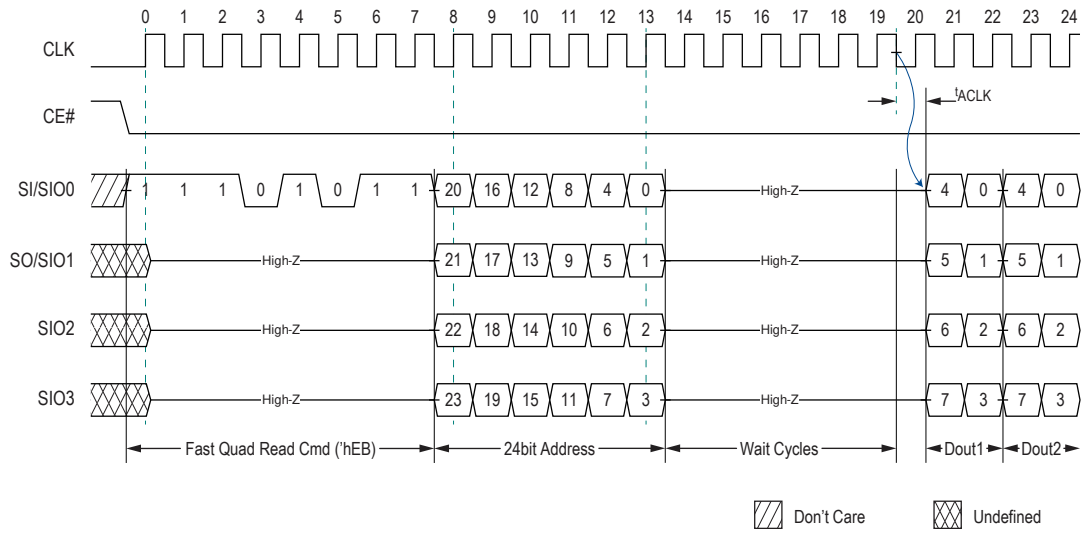 0 1 2 3 4 5 6 7 8 9 10 11 12 13 14 15 16 17 18 19 20 21 22 23 24
CLK
tACLK
CE#
SI/SIO0 1 1 1 0 1 0 1 1 20 16 12 8 4 0 High-Z 4 0 4 0
SO/SIO1 High-Z 21 17 13 9 5 1 High-Z 5 1 5 1
SIO2 High-Z 22 18 14 10 6 2 High-Z 6 2 6 2
SIO3 High-Z 23 19 15 11 7 3 High-Z 7 3 7 3
Fast Quad Read Cmd ('hEB) 24bit Address Wait Cycles Dout1 Dout2
Don't Care Undefined